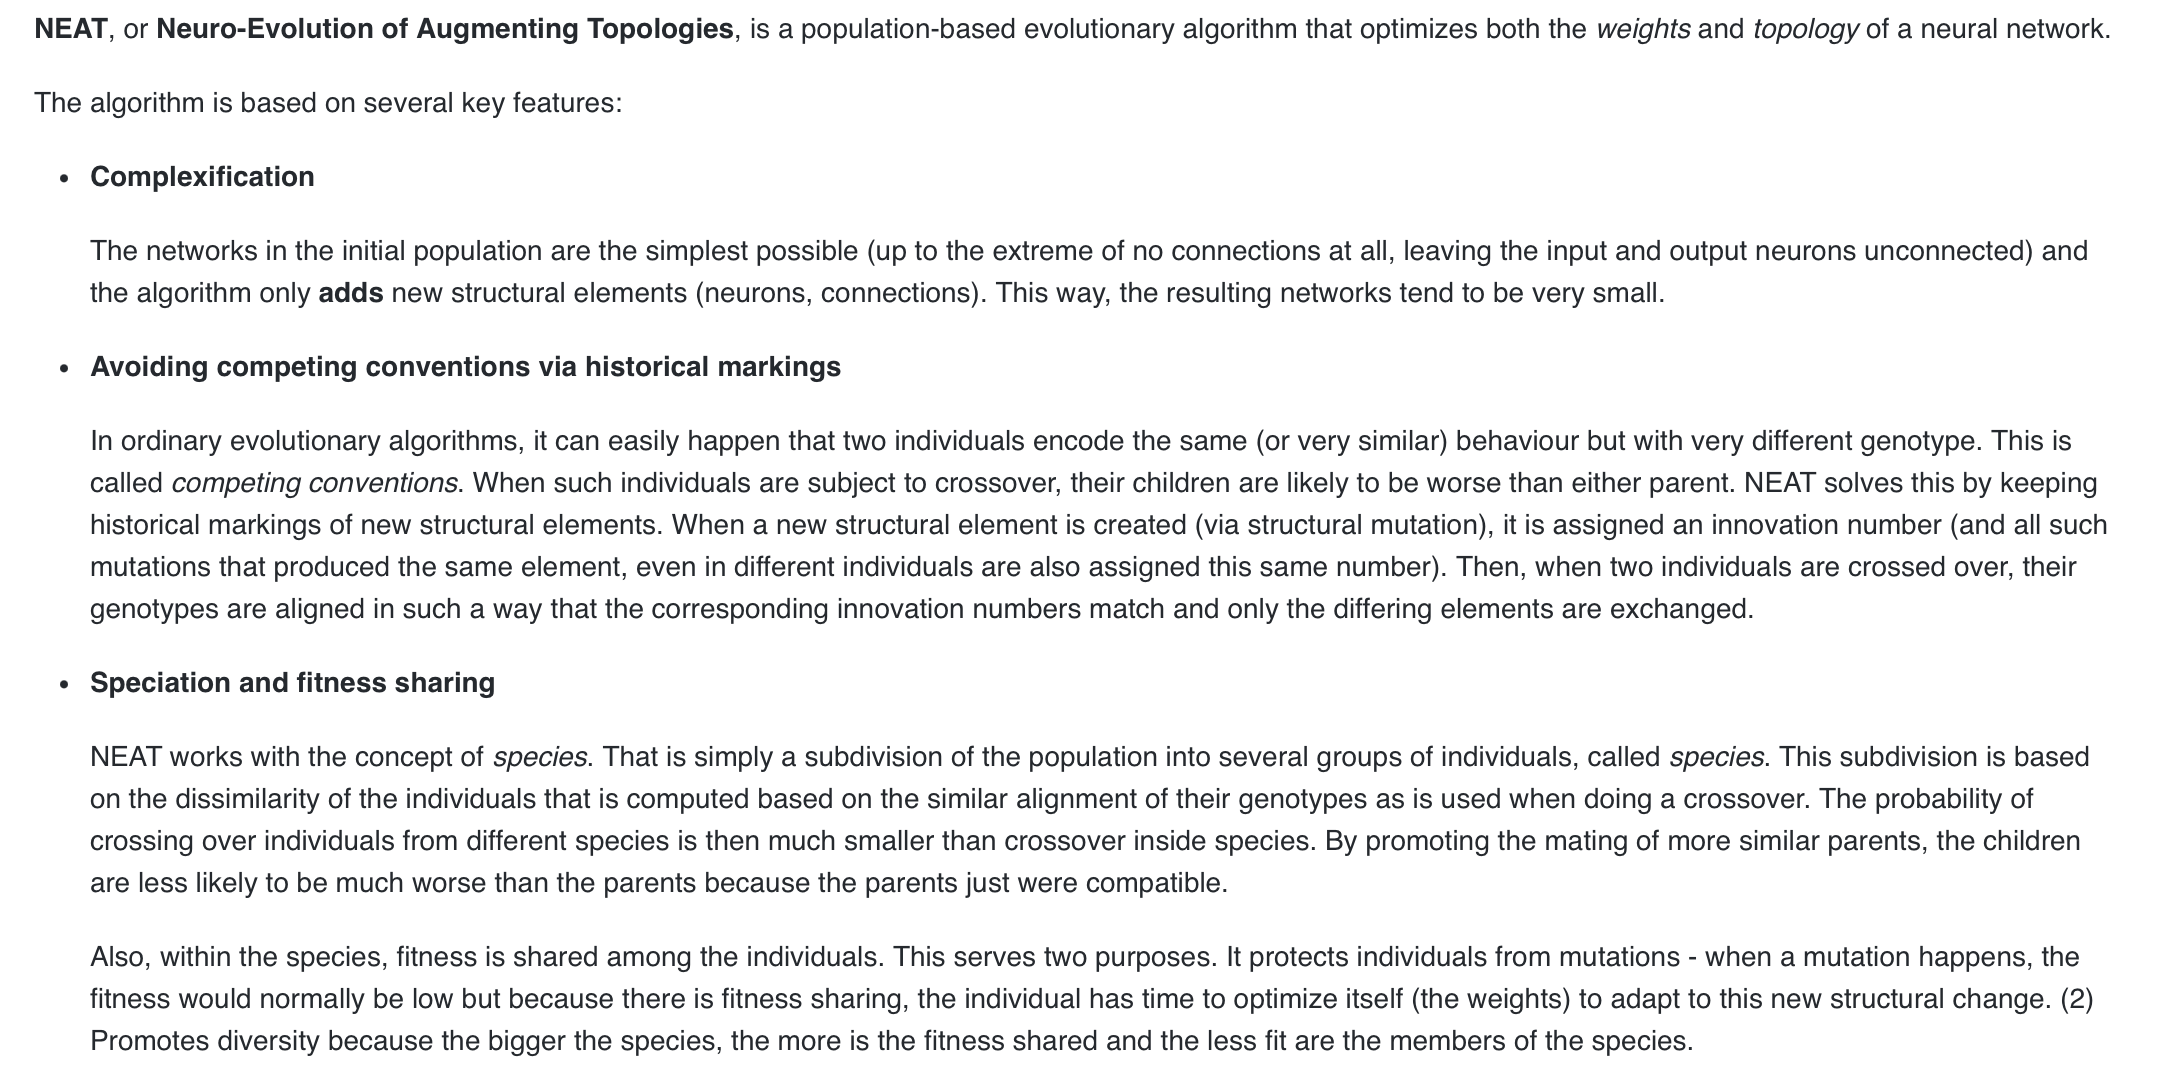 NEAT, or Neuro-Evolution of Augmenting Topologies, is a population-based evolutionary algorithm that optimizes both the weights and topology of a neural network.
The algorithm is based on several key features:
• Complexification
The networks in the initial population are the simplest possible (up to the extreme of no connections at all, leaving the input and output neurons unconnected) and
the algorithm only adds new structural elements (neurons, connections). This way, the resulting networks tend to be very small.
• Avoiding competing conventions via historical markings
In ordinary evolutionary algorithms, it can easily happen that two individuals encode the same (or very similar) behaviour but with very different genotype. This is
called competing conventions. When such individuals are subject to crossover, their children are likely to be worse than either parent. NEAT solves this by keeping
historical markings of new structural elements. When a new structural element is created (via structural mutation), it is assigned an innovation number (and all such
mutations that produced the same element, even in different individuals are also assigned this same number). Then, when two individuals are crossed over, their
genotypes are aligned in such a way that the corresponding innovation numbers match and only the differing elements are exchanged.
• Speciation and fitness sharing
NEAT works with the concept of species. That is simply a subdivision of the population into several groups of individuals, called species. This subdivision is based
on the dissimilarity of the individuals that is computed based on the similar alignment of their genotypes as is used when doing a crossover. The probability of
crossing over individuals from different species is then much smaller than crossover inside species. By promoting the mating of more similar parents, the children
are less likely to be much worse than the parents because the parents just were compatible.
Also, within the species, fitness is shared among the individuals. This serves two purposes. It protects individuals from mutations - when a mutation happens, the
fitness would normally be low but because there is fitness sharing, the individual has time to optimize itself (the weights) to adapt to this new structural change. (2)
Promotes diversity because the bigger the species, the more is the fitness shared and the less fit are the members of the species.